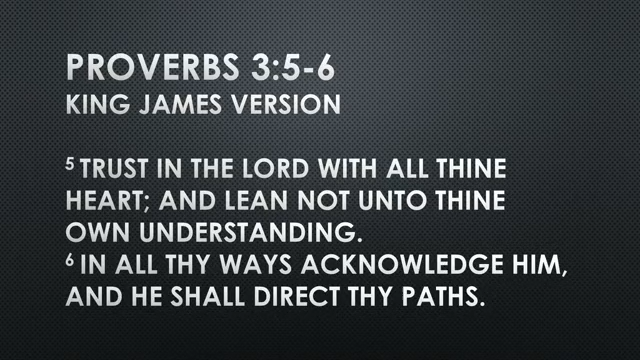 PROVERBS 3:5-6
KING JAMES VERSION
5 TRUST IN THE LORD WITH ALL THINE
HEART; AND LEAN NOT UNTO THINE
OWN UNDERSTANDING.
6 IN ALL THY WAYS ACKNOWLEDGE HIM,
AND HE SHALL DIRECT THY PATHS.